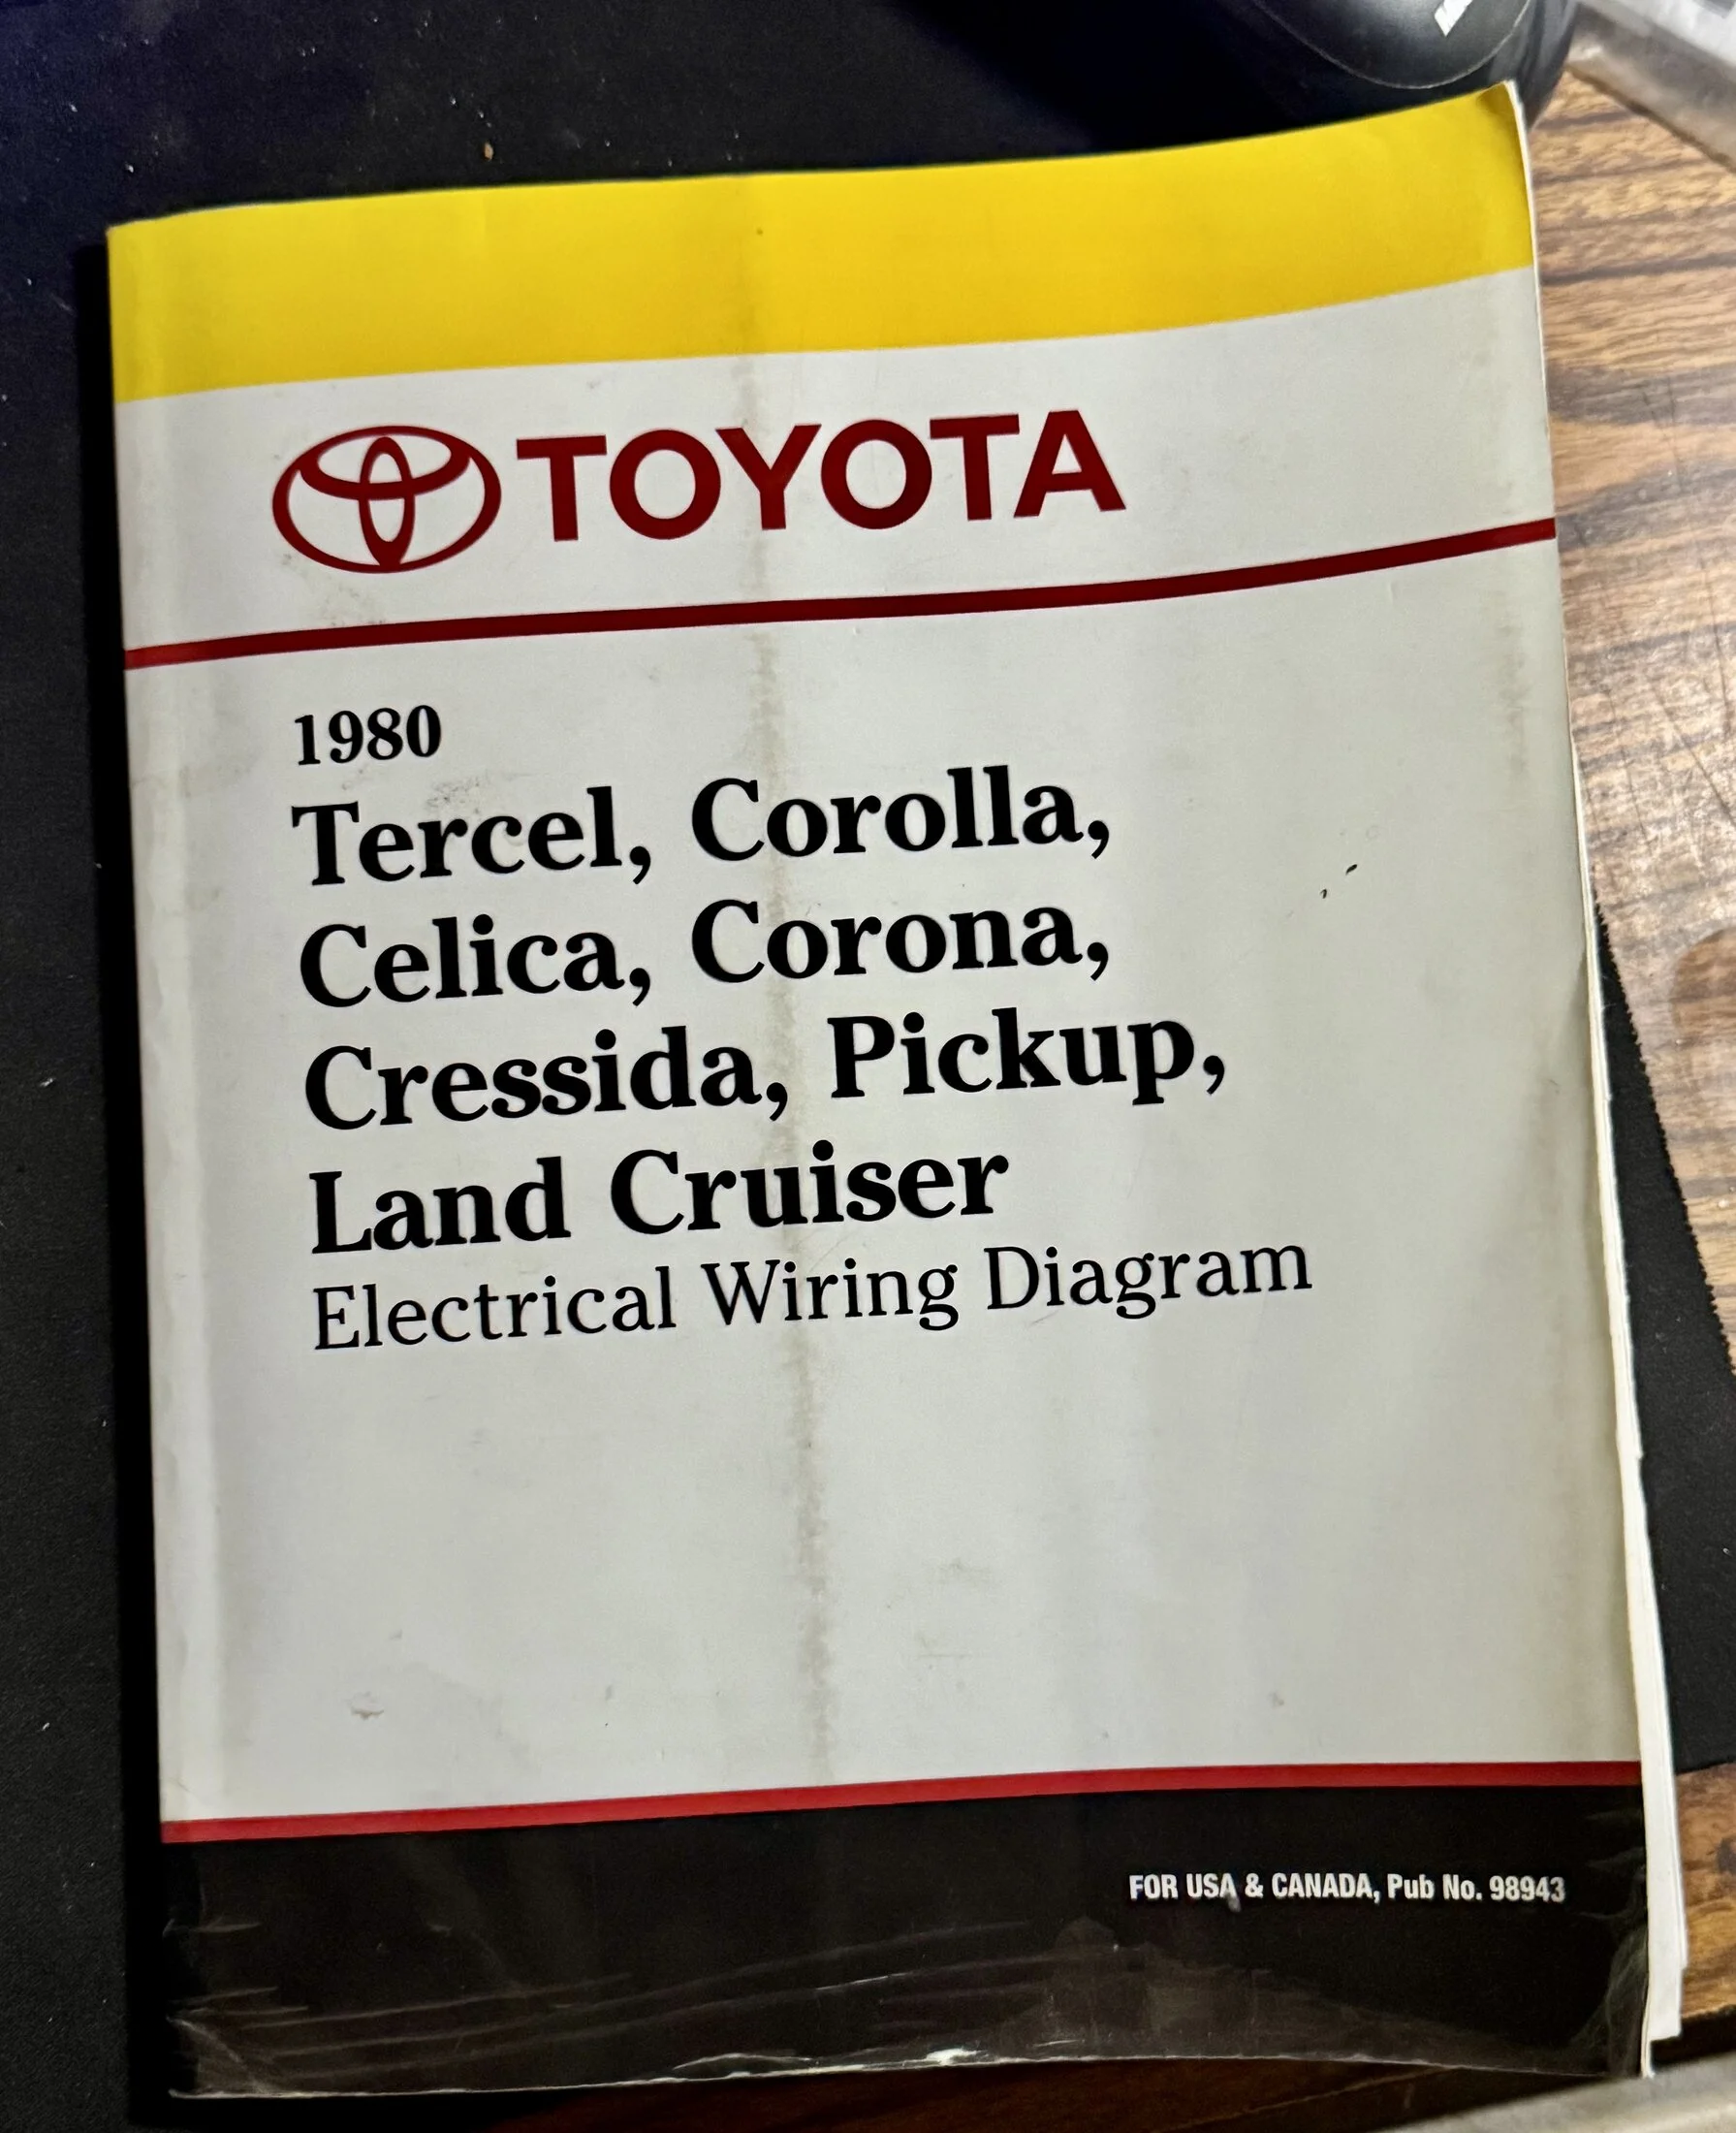 TOYOTA
1980
Tercel, Corolla,
Celica, Corona,
Cressida, Pickup,
Land Cruiser
Electrical Wiring Diagram
FOR USA & CANADA, Pub No. 98943